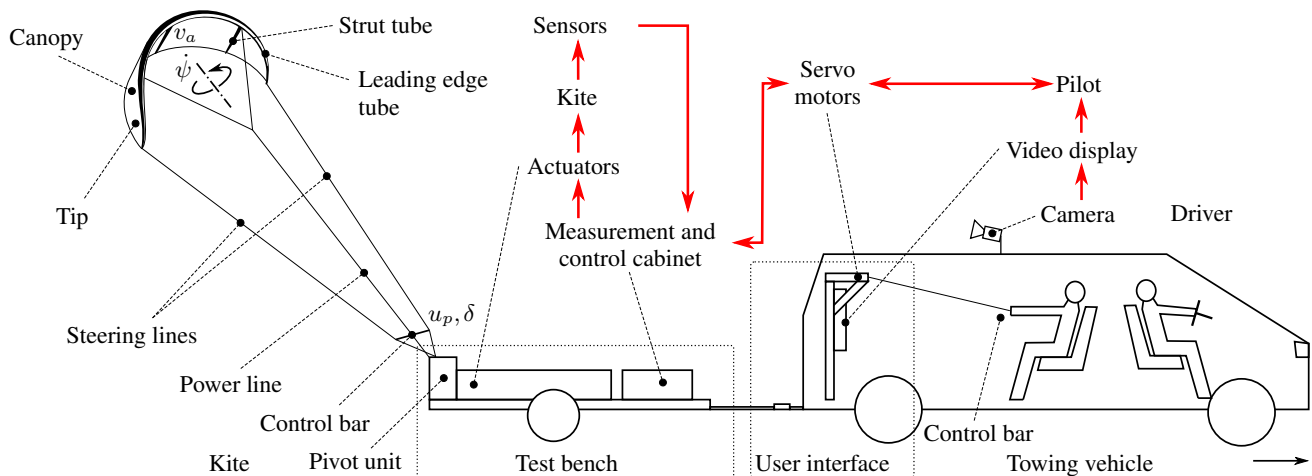 Canopy
Tip
Strut tube
Leading edge
tube
v_a
ψ̇
Sensors
Kite
Actuators
Measurement and
control cabinet
Servo
motors
Pilot
Video display
Camera
Driver
Steering lines
Power line
Control bar
Pivot unit
u_p, δ
Control bar
Kite
Test bench
User interface
Towing vehicle